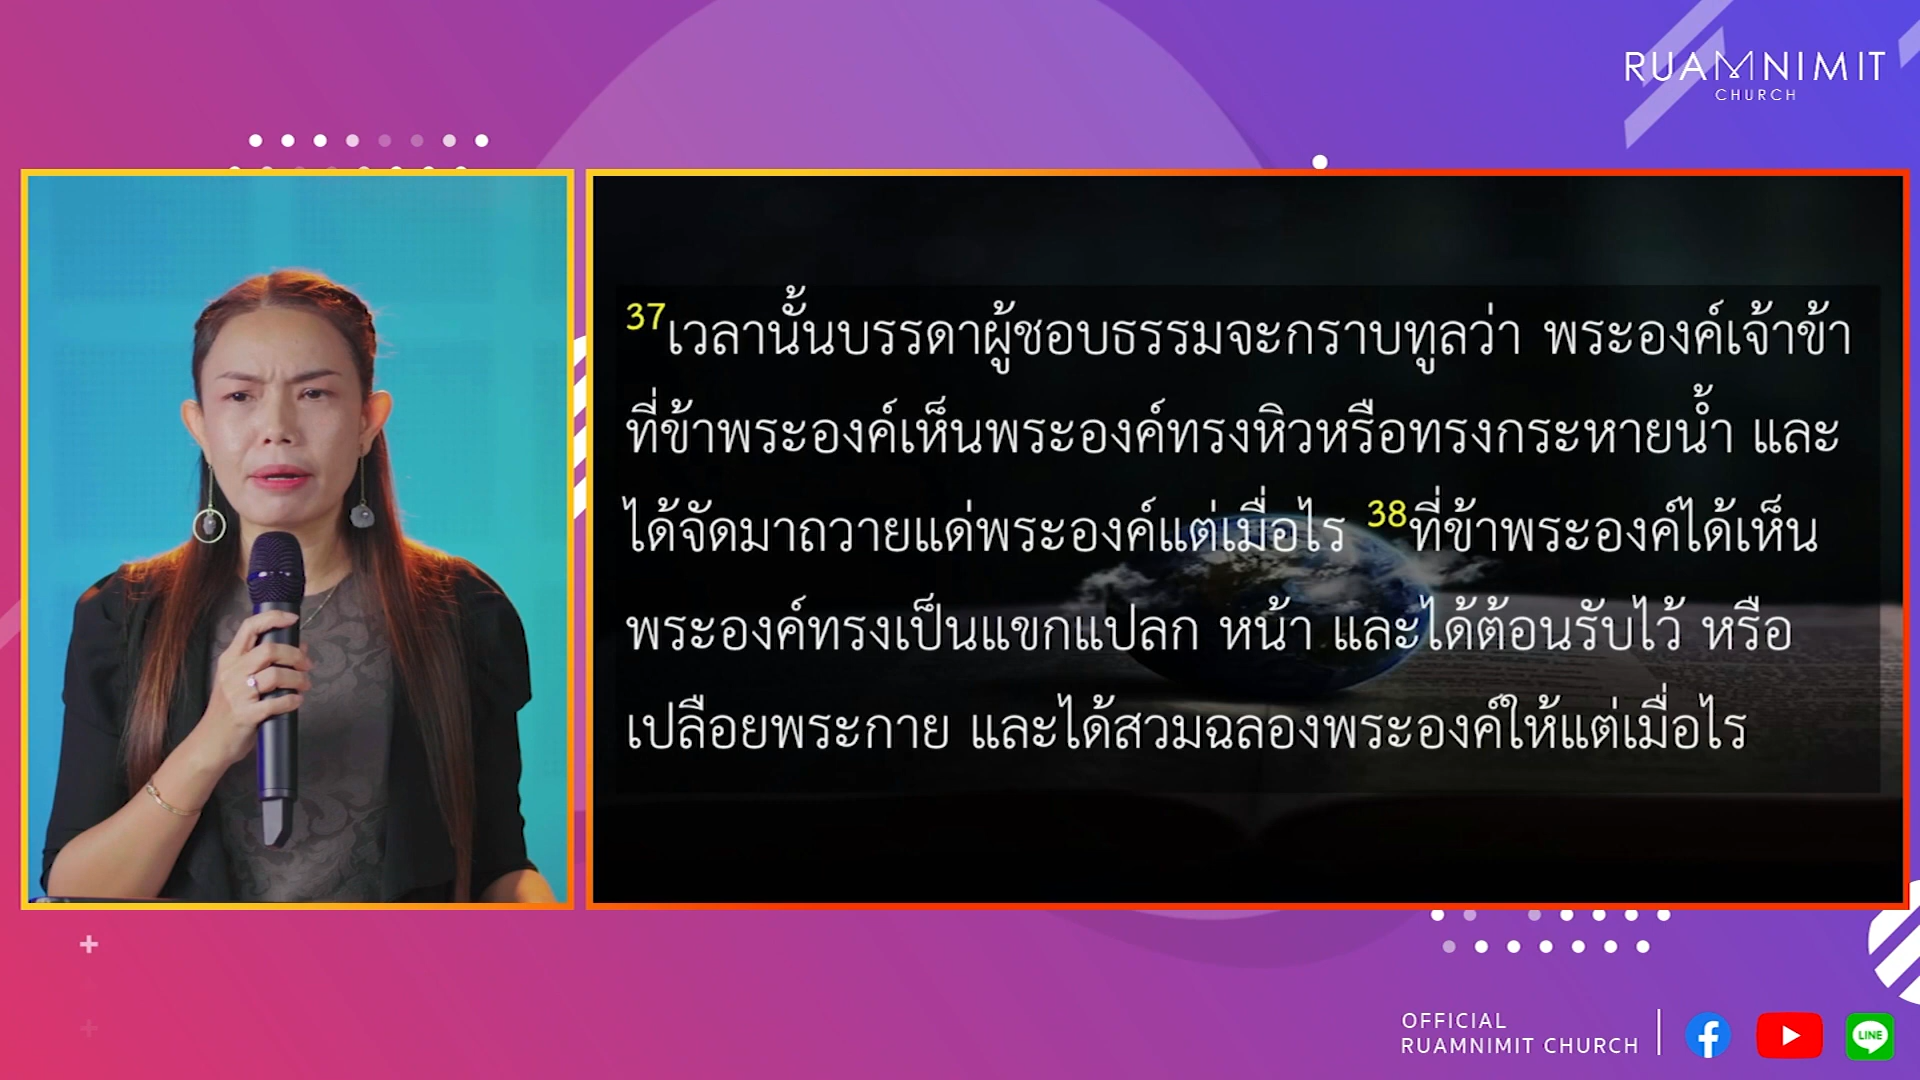 RUAMNIMIT
CHURCH
37เวลานั้นบรรดาผู้ชอบธรรมจะกราบทูลว่า พระองค์เจ้าข้า
ที่ข้าพระองค์เห็นพระองค์ทรงหิวหรือทรงกระหายน้ำ และ
ได้จัดมาถวายแด่พระองค์แต่เมื่อไร 38ที่ข้าพระองค์ได้เห็น
พระองค์ทรงเป็นแขกแปลก หน้า และได้ต้อนรับไว้ หรือ
เปลือยพระกาย และได้สวมฉลองพระองค์ให้แต่เมื่อไร
OFFICIAL
RUAMNIMIT CHURCH
LINE